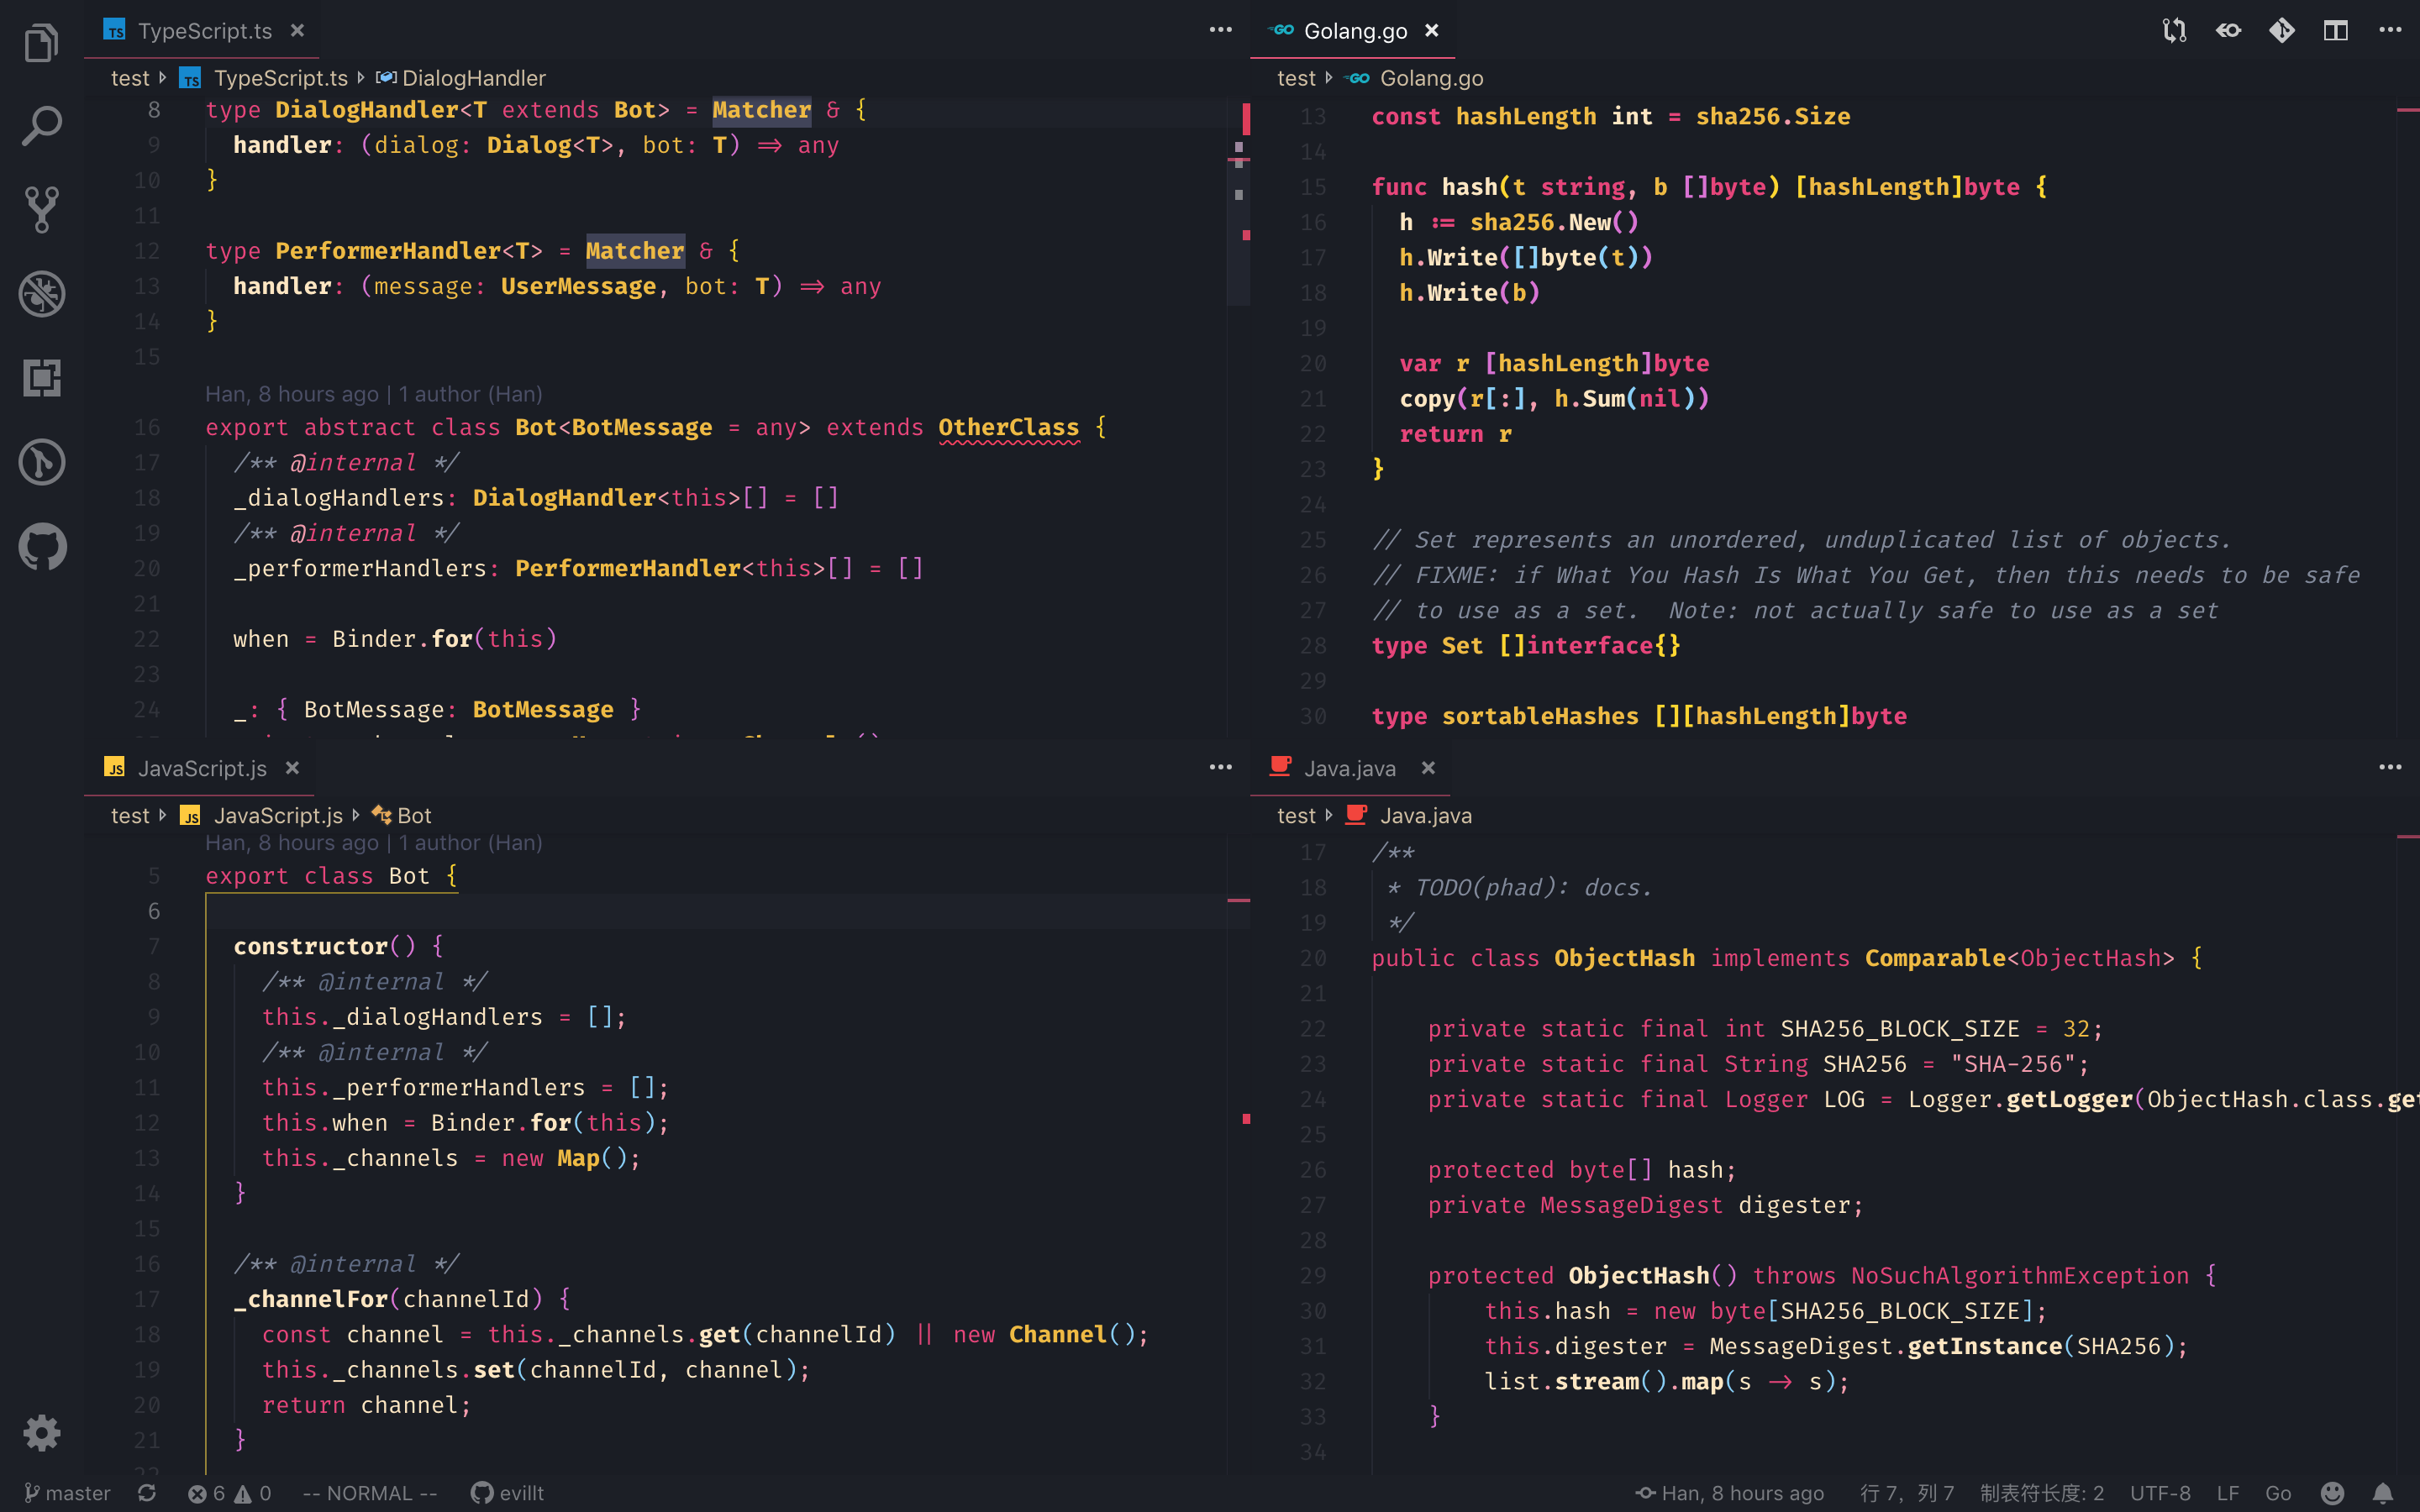 TypeScript.ts
test TypeScript.ts DialogHandler
8 type DialogHandler<T extends Bot> = Matcher & {
9 handler: (dialog: Dialog<T>, bot: T) => any
10 }
11
12 type PerformerHandler<T> = Matcher & {
13 handler: (message: UserMessage, bot: T) => any
14 }
15
Han, 8 hours ago | 1 author (Han)
16 export abstract class Bot<BotMessage = any> extends OtherClass {
17 /** @internal */
18 _dialogHandlers: DialogHandler<this>[] = []
19 /** @internal */
20 _performerHandlers: PerformerHandler<this>[] = []
21
22 when = Binder.for(this)
23
24 _: { BotMessage: BotMessage }
Golang.go
test Golang.go
13 const hashLength int = sha256.Size
14
15 func hash(t string, b []byte) [hashLength]byte {
16 h := sha256.New()
17 h.Write([]byte(t))
18 h.Write(b)
19
20 var r [hashLength]byte
21 copy(r[:], h.Sum(nil))
22 return r
23 }
24
25 // Set represents an unordered, unduplicated list of objects.
26 // FIXME: if What You Hash Is What You Get, then this needs to be safe
27 // to use as a set.  Note: not actually safe to use as a set
28 type Set []interface{}
29
30 type sortableHashes [][hashLength]byte
JavaScript.js
test JavaScript.js Bot
Han, 8 hours ago | 1 author (Han)
5 export class Bot {
6
7 constructor() {
8 /** @internal */
9 this._dialogHandlers = [];
10 /** @internal */
11 this._performerHandlers = [];
12 this.when = Binder.for(this);
13 this._channels = new Map();
14 }
15
16 /** @internal */
17 _channelFor(channelId) {
18 const channel = this._channels.get(channelId) || new Channel();
19 this._channels.set(channelId, channel);
20 return channel;
21 }
Java.java
test Java.java
17 /**
18 * TODO(phad): docs.
19 */
20 public class ObjectHash implements Comparable<ObjectHash> {
21
22 private static final int SHA256_BLOCK_SIZE = 32;
23 private static final String SHA256 = "SHA-256";
24 private static final Logger LOG = Logger.getLogger(ObjectHash.class.get
25
26 protected byte[] hash;
27 private MessageDigest digester;
28
29 protected ObjectHash() throws NoSuchAlgorithmException {
30 this.hash = new byte[SHA256_BLOCK_SIZE];
31 this.digester = MessageDigest.getInstance(SHA256);
32 list.stream().map(s -> s);
33 }
34
master 6 0 -- NORMAL -- evillt Han, 8 hours ago 行 7，列 7 制表符长度: 2 UTF-8 LF Go